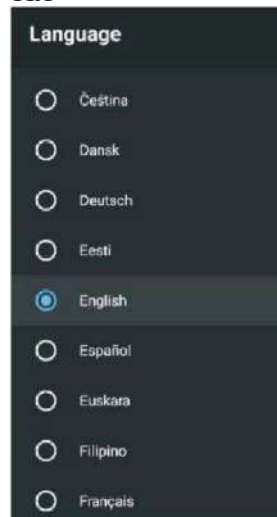 Language
Čeština
Dansk
Deutsch
Eesti
English
Español
Euskara
Filipino
Français